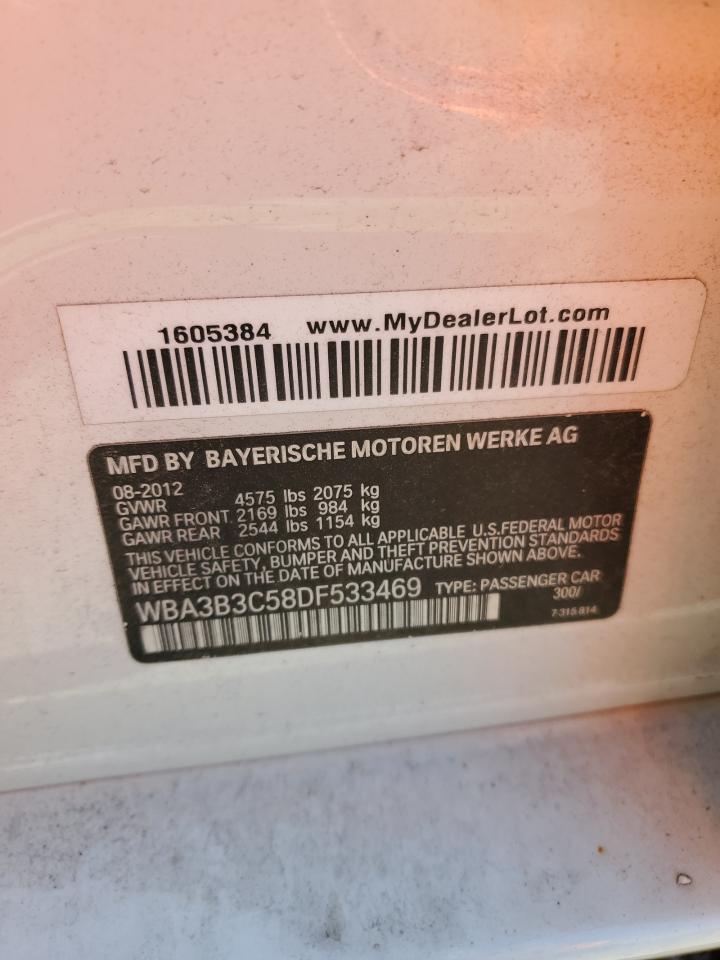 1605384 www.MyDealerLot.com
MFD BY BAYERISCHE MOTOREN WERKE AG
08-2012
GVWR 4575 lbs 2075 kg
GAWR FRONT 2169 lbs 984 kg
GAWR REAR 2544 lbs 1154 kg
THIS VEHICLE CONFORMS TO ALL APPLICABLE U.S.FEDERAL MOTOR
VEHICLE SAFETY, BUMPER AND THEFT PREVENTION STANDARDS
IN EFFECT ON THE DATE OF MANUFACTURE SHOWN ABOVE.
WBA3B3C58DF533469 TYPE: PASSENGER CAR
300/
7-315 814